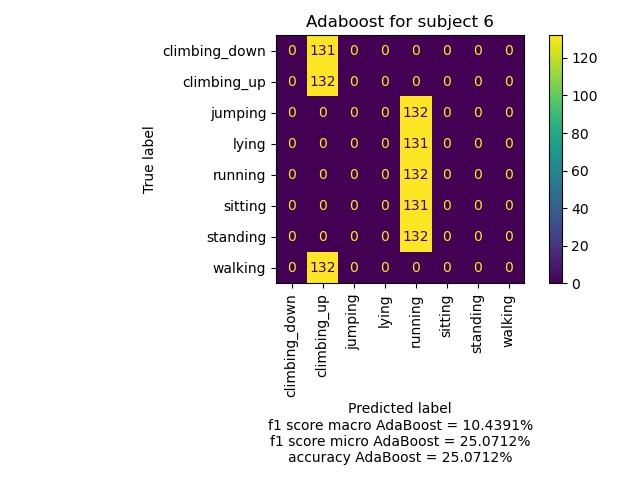 Adaboost for subject 6
True label
climbing_down 0 131 0 0 0 0 0 0
climbing_up 0 132 0 0 0 0 0 0
jumping 0 0 0 0 132 0 0 0
lying 0 0 0 0 131 0 0 0
running 0 0 0 0 132 0 0 0
sitting 0 0 0 0 131 0 0 0
standing 0 0 0 0 132 0 0 0
walking 0 132 0 0 0 0 0 0
climbing_down
climbing_up
jumping
lying
running
sitting
standing
walking
120
100
80
60
40
20
0
Predicted label
f1 score macro AdaBoost = 10.4391%
f1 score micro AdaBoost = 25.0712%
accuracy AdaBoost = 25.0712%